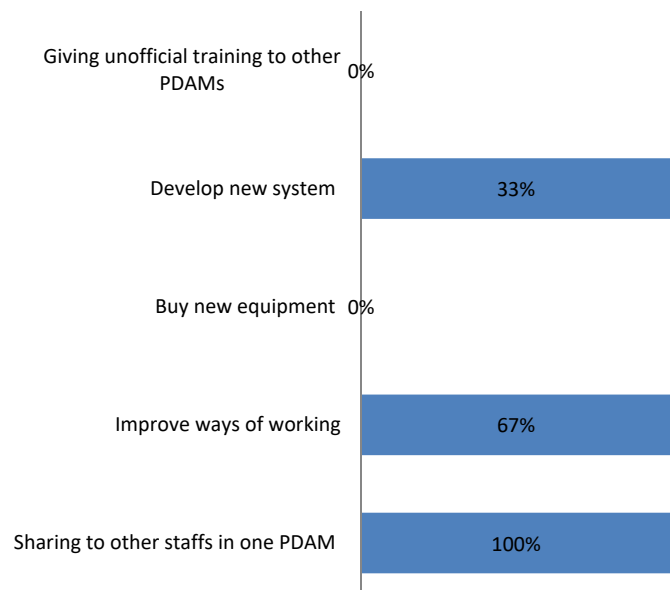 Giving unofficial training to other
PDAMs
0%
Develop new system
33%
Buy new equipment
0%
Improve ways of working
67%
Sharing to other staffs in one PDAM
100%